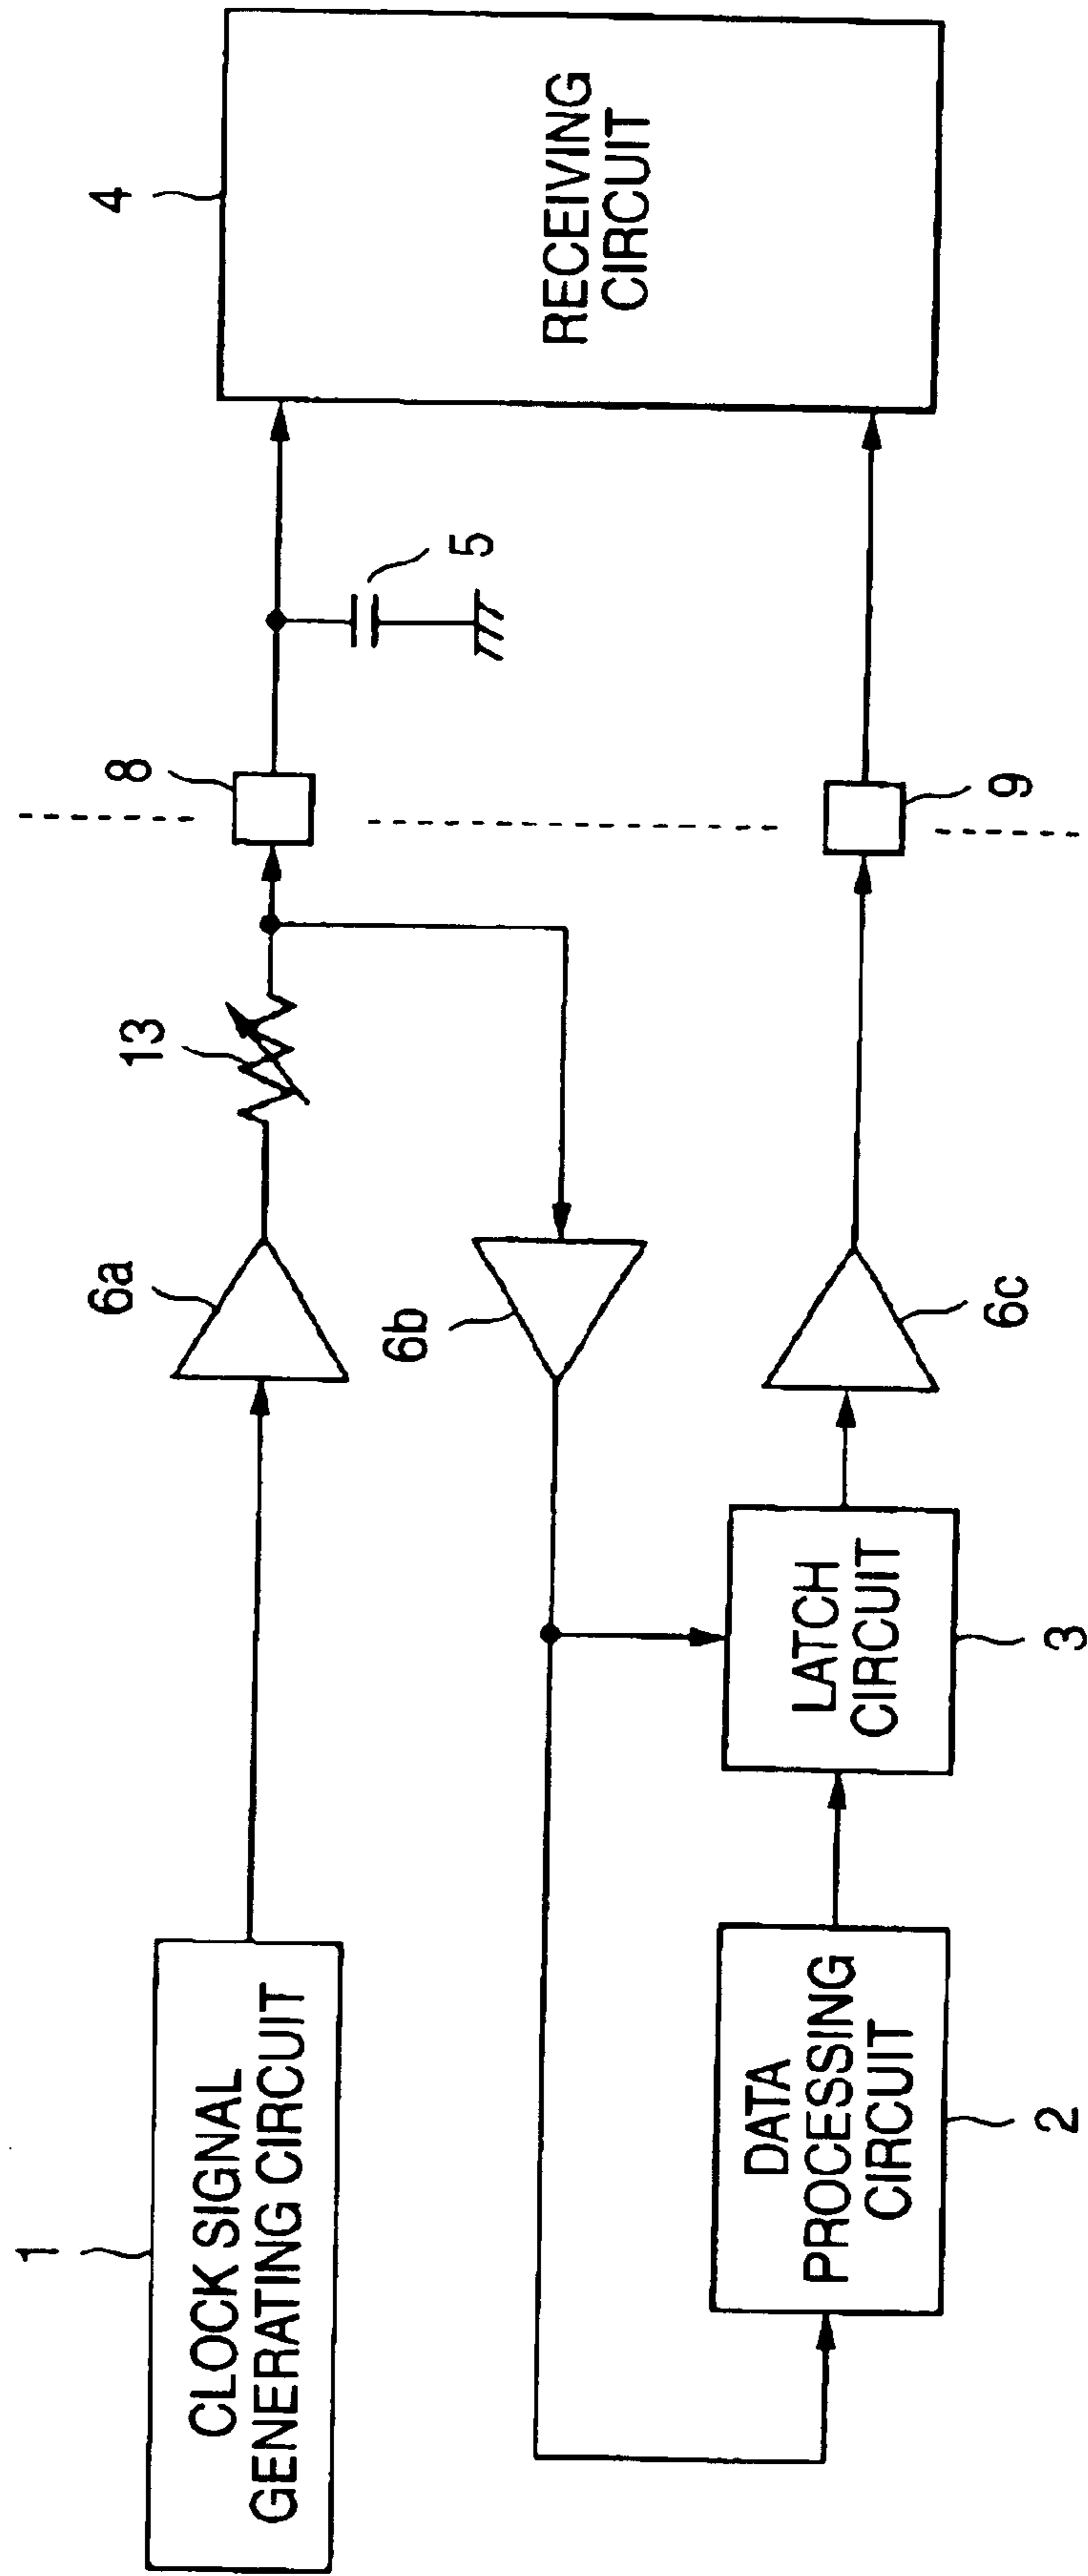 1
CLOCK SIGNAL
GENERATING CIRCUIT
6a
13
8
4
5
RECEIVING
CIRCUIT
6b
DATA
PROCESSING
CIRCUIT
2
LATCH
CIRCUIT
3
6c
9